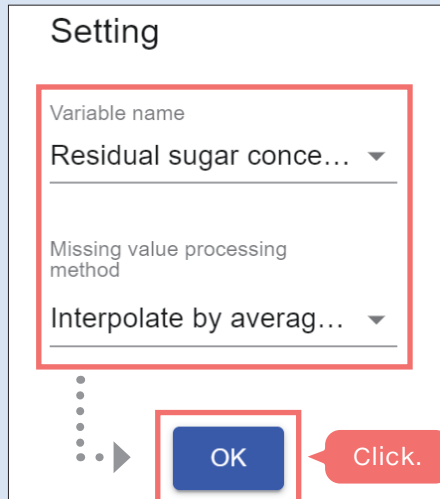 Setting
Variable name
Residual sugar conce...
Missing value processing
method
Interpolate by averag...
OK
Click.